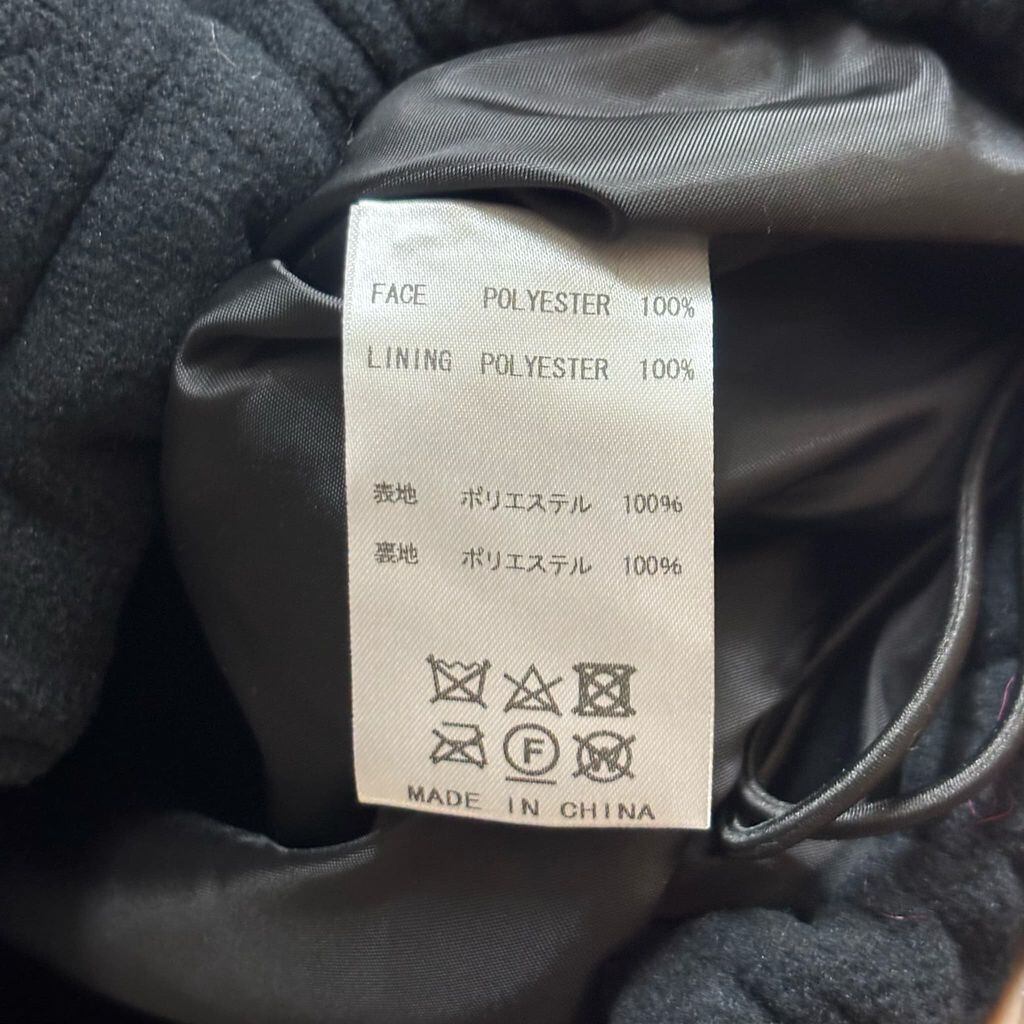 FACE POLYESTER 100%
LINING POLYESTER 100%
表地 ポリエステル 100%
裏地 ポリエステル 100%
F W
MADE IN CHINA